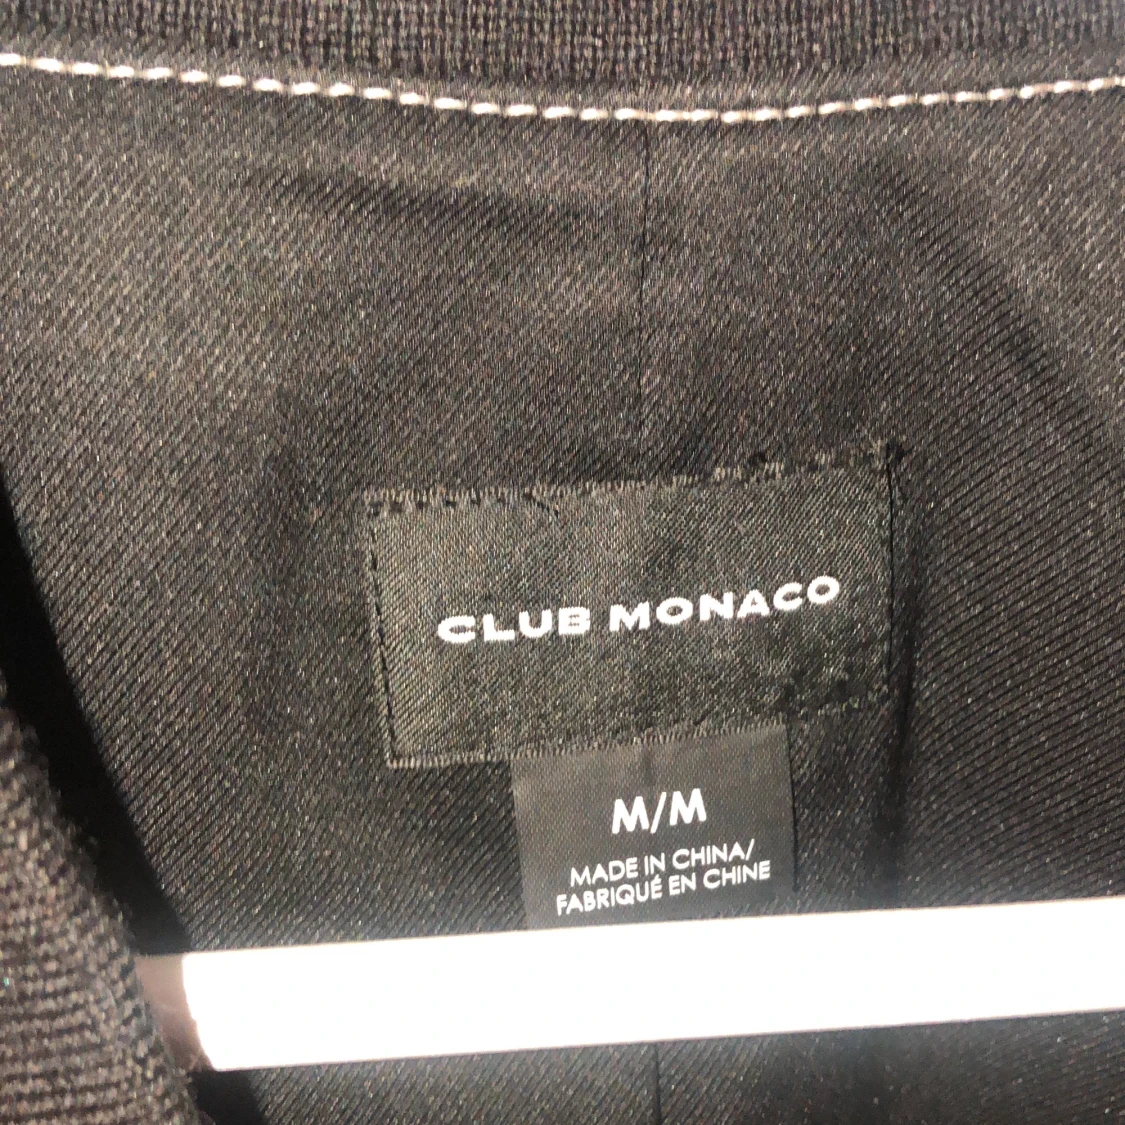 CLUB MONACO
M/M
MADE IN CHINA/
FABRIQUÉ EN CHINE